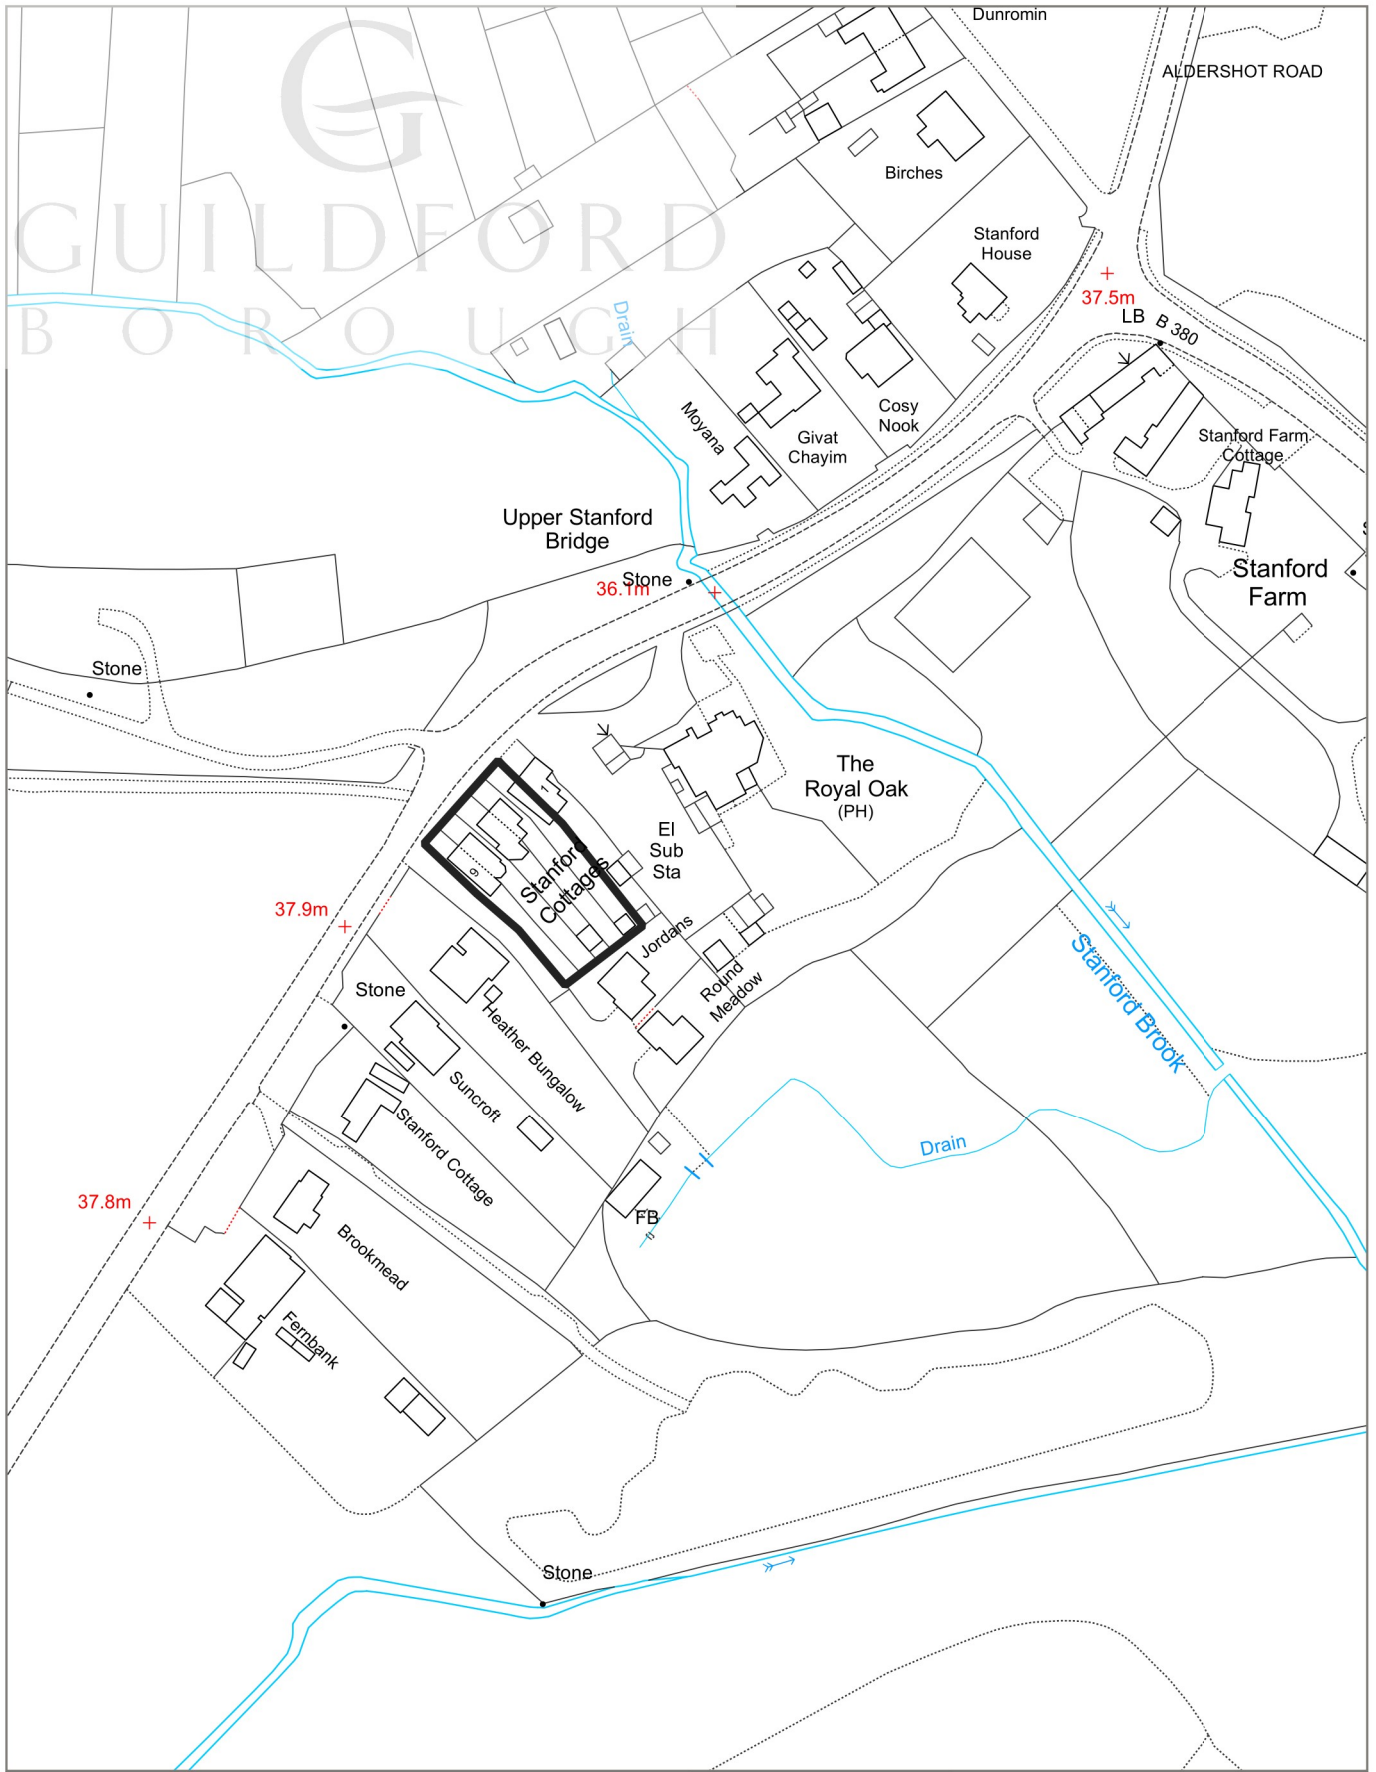 Dunromin
ALDERSHOT ROAD
GUILDFORD
BOROUGH
Birches
Stanford
House
37.5m
LB
B 380
Drain
Moyana
Givat
Chayim
Cosy
Nook
Stanford Farm
Cottage
Upper Stanford
Bridge
Stone
36.1m
Stanford
Farm
Stone
The
Royal Oak
(PH)
1
El
Sub
Sta
Stanford
Cottages
9
37.9m
Jordans
Round
Meadow
Stanford Brook
Stone
Heather Bungalow
Suncroft
Stanford Cottage
Drain
37.8m
FB
Brookmead
Fernbank
Stone